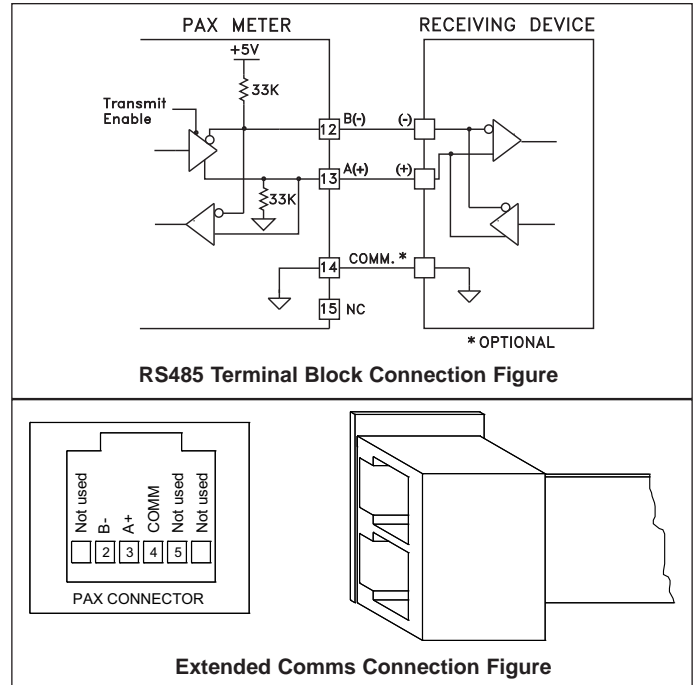 PAX METER
RECEIVING DEVICE
+5V
33K
Transmit
Enable
12 B(-) (-)
13 A(+) (+)
33K
14 COMM.*
15 NC
* OPTIONAL
RS485 Terminal Block Connection Figure
Not used
B-
A+
COMM
Not used
Not used
2 3 4 5
PAX CONNECTOR
Extended Comms Connection Figure